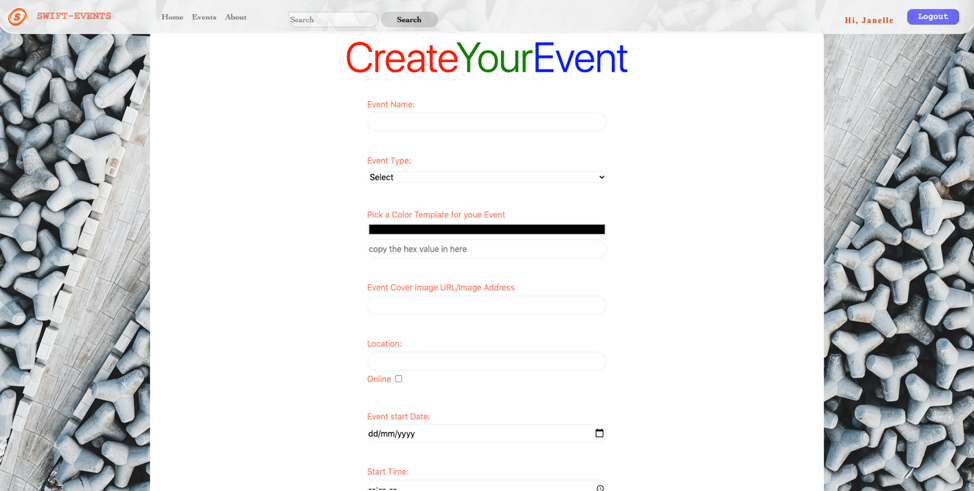 SWIFT-EVENTS
Home Events About
Search
Search
Hi, Janelle
Logout
CreateYourEvent
Event Name:
Event Type:
Select
Pick a Color Template for youe Event
copy the hex value in here
Event Cover Image URL/Image Address
Location:
Online
Event start Date:
dd/mm/yyyy
Start Time:
--:-- --